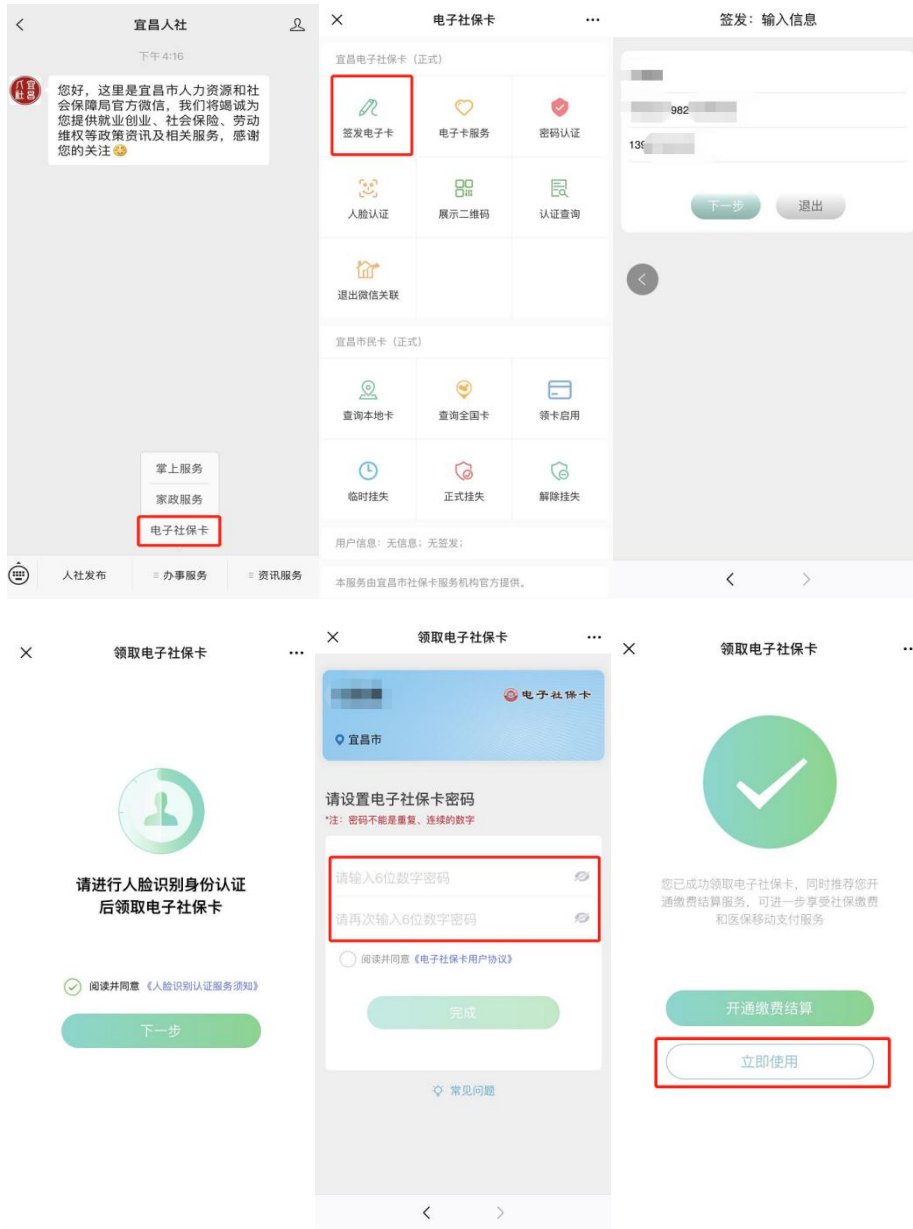 宜昌人社
下午4:16
宜昌人社
您好，这里是宜昌市人力资源和社
会保障局官方微信，我们将竭诚为
您提供就业创业、社会保险、劳动
维权等政策资讯及相关服务，感谢
您的关注
掌上服务
家政服务
电子社保卡
人社发布
办事服务
资讯服务
电子社保卡
宜昌电子社保卡（正式）
签发电子卡
电子卡服务
密码认证
人脸认证
展示二维码
认证查询
退出微信关联
宜昌市民卡（正式）
查询本地卡
查询全国卡
领卡启用
临时挂失
正式挂失
解除挂失
用户信息：无信息；无签发；
本服务由宜昌市社保卡服务机构官方提供。
签发：输入信息
982
139
下一步
退出
领取电子社保卡
请进行人脸识别身份认证
后领取电子社保卡
阅读并同意《人脸识别认证服务须知》
下一步
领取电子社保卡
电子社保卡
宜昌市
请设置电子社保卡密码
*注：密码不能是重复、连续的数字
请输入6位数字密码
请再次输入6位数字密码
阅读并同意《电子社保卡用户协议》
完成
常见问题
领取电子社保卡
您已成功领取电子社保卡，同时推荐您开
通缴费结算服务，可进一步享受社保缴费
和医保移动支付服务
开通缴费结算
立即使用